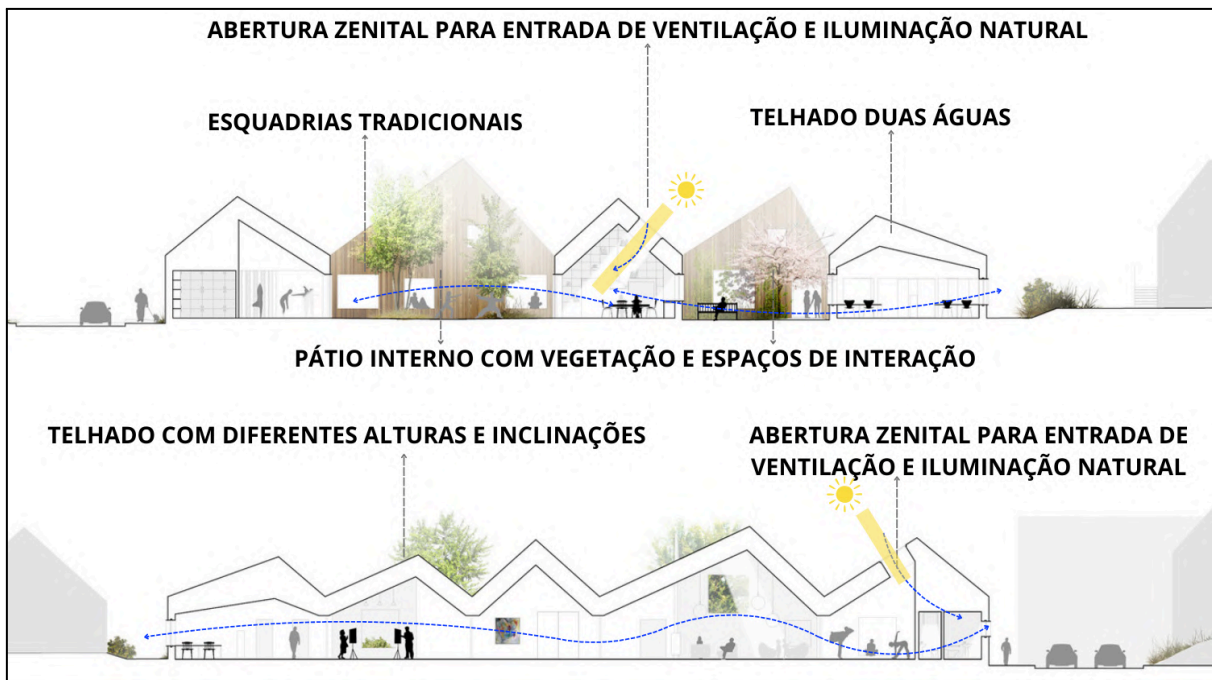 ABERTURA ZENITAL PARA ENTRADA DE VENTILAÇÃO E ILUMINAÇÃO NATURAL
ESQUADRIAS TRADICIONAIS
TELHADO DUAS ÁGUAS
PÁTIO INTERNO COM VEGETAÇÃO E ESPAÇOS DE INTERAÇÃO
TELHADO COM DIFERENTES ALTURAS E INCLINAÇÕES
ABERTURA ZENITAL PARA ENTRADA DE
VENTILAÇÃO E ILUMINAÇÃO NATURAL